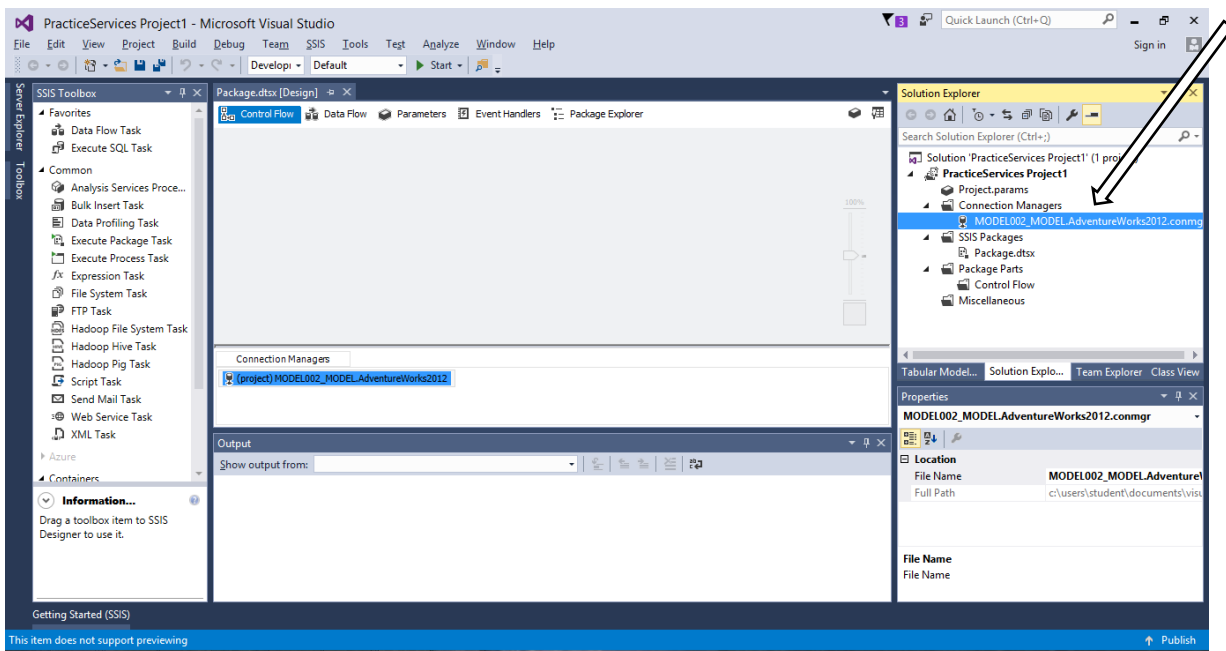 PracticeServices Project1 - Microsoft Visual Studio
3
Quick Launch (Ctrl+Q)
File Edit View Project Build Debug Team SSIS Tools Test Analyze Window Help
Sign in
Developı Default Start
Server Explorer
Toolbox
SSIS Toolbox
Favorites
Data Flow Task
Execute SQL Task
Common
Analysis Services Proce...
Bulk Insert Task
Data Profiling Task
Execute Package Task
Execute Process Task
Expression Task
File System Task
FTP Task
Hadoop File System Task
Hadoop Hive Task
Hadoop Pig Task
Script Task
Send Mail Task
Web Service Task
XML Task
Azure
Containers
Information...
Drag a toolbox item to SSIS
Designer to use it.
Getting Started (SSIS)
Package.dtsx [Design]
Control Flow Data Flow Parameters Event Handlers Package Explorer
100%
Connection Managers
(project) MODEL002_MODEL.AdventureWorks2012
Output
Show output from:
Solution Explorer
Search Solution Explorer (Ctrl+;)
Solution 'PracticeServices Project1' (1
PracticeServices Project1
Project.params
Connection Managers
MODEL002_MODEL.AdventureWorks2012.conmg
SSIS Packages
Package.dtsx
Package Parts
Control Flow
Miscellaneous
Tabular Model... Solution Explo... Team Explorer Class View
Properties
MODEL002_MODEL.AdventureWorks2012.conmgr
Location
File Name MODEL002_MODEL.Adventure\
Full Path c:\users\student\documents\visu
File Name
File Name
This item does not support previewing
Publish